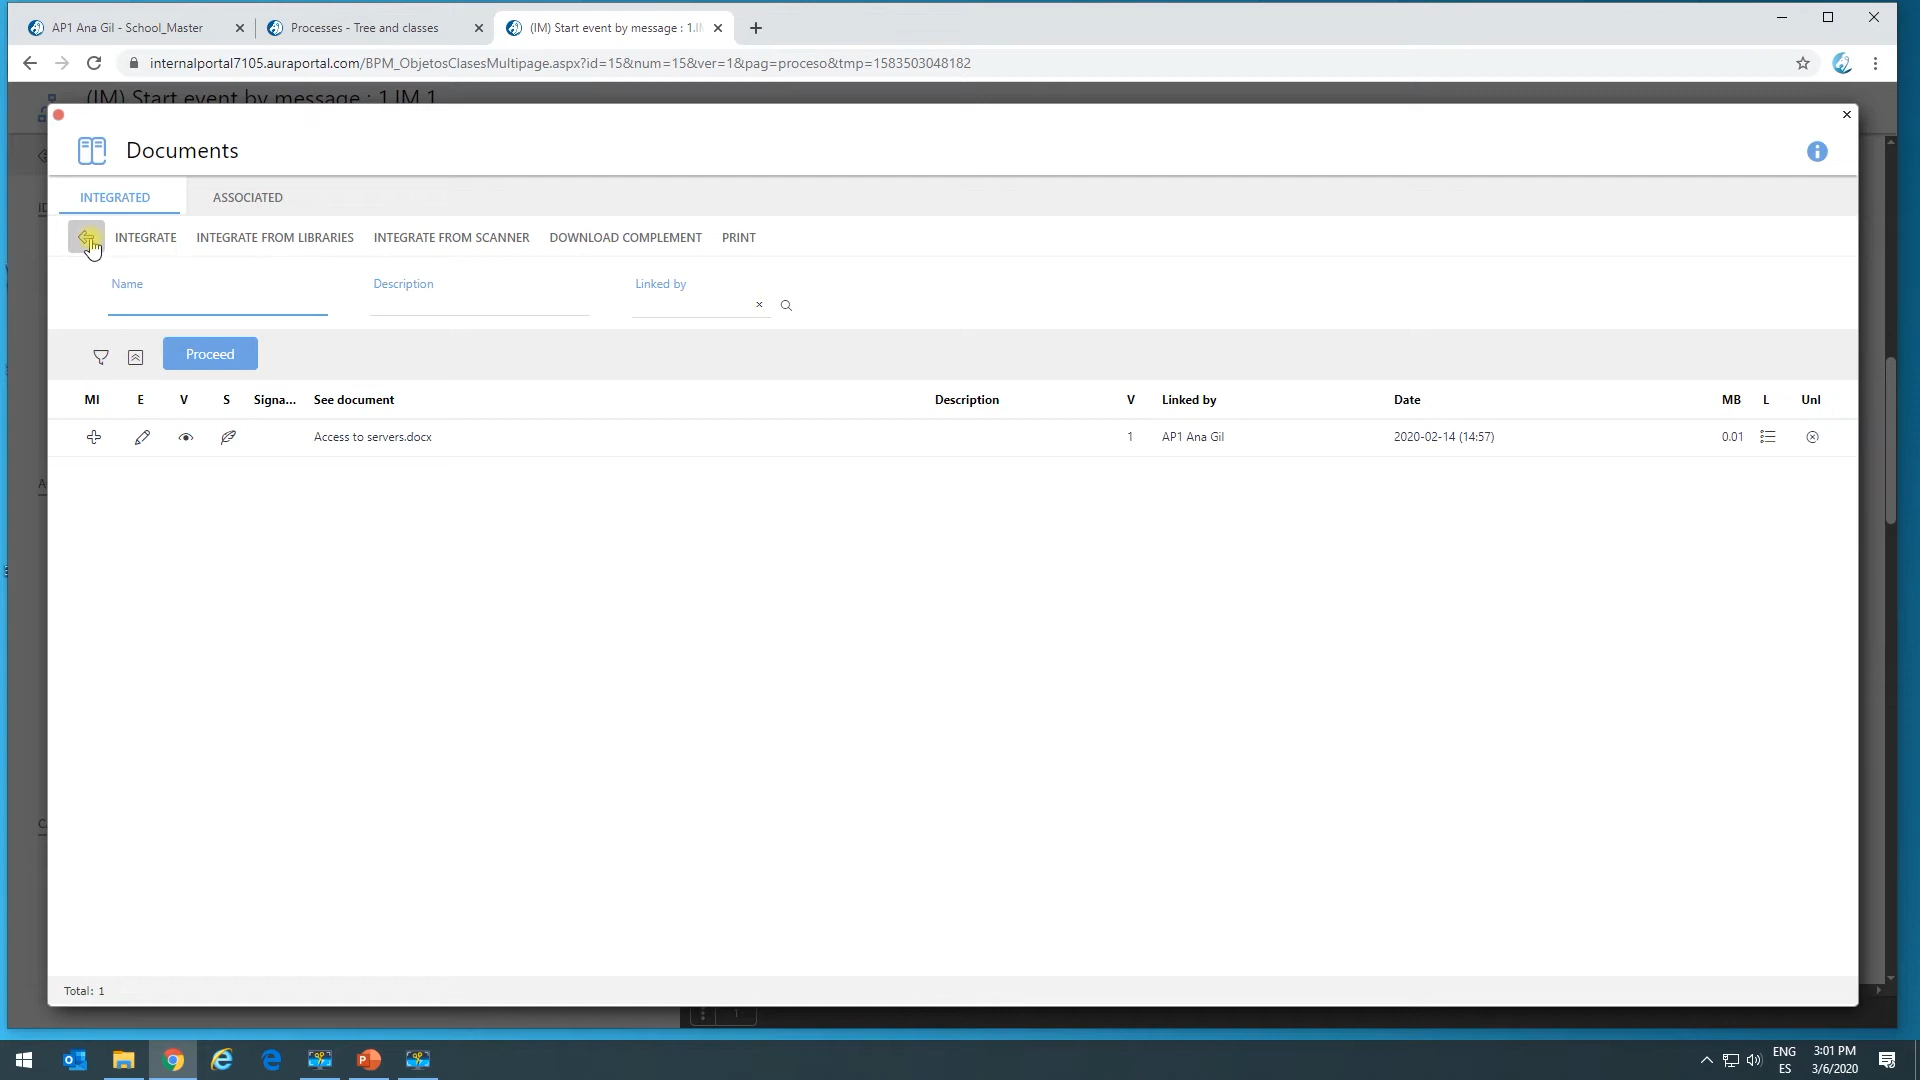 AP1 Ana Gil - School_Master
Processes - Tree and classes
(IM) Start event by message : 1.I
internalportal7105.auraportal.com/BPM_ObjetosClasesMultipage.aspx?id=15&num=15&ver=1&pag=proceso&tmp=1583503048182
(IM) Start event by message : 1.IM.1
Documents
INTEGRATED ASSOCIATED
INTEGRATE INTEGRATE FROM LIBRARIES INTEGRATE FROM SCANNER DOWNLOAD COMPLEMENT PRINT
Name Description Linked by
Proceed
MI E V S Signa... See document Description V Linked by Date MB L Unl
Access to servers.docx 1 AP1 Ana Gil 2020-02-14 (14:57) 0.01
Total: 1
1
ENG
ES
3:01 PM
3/6/2020